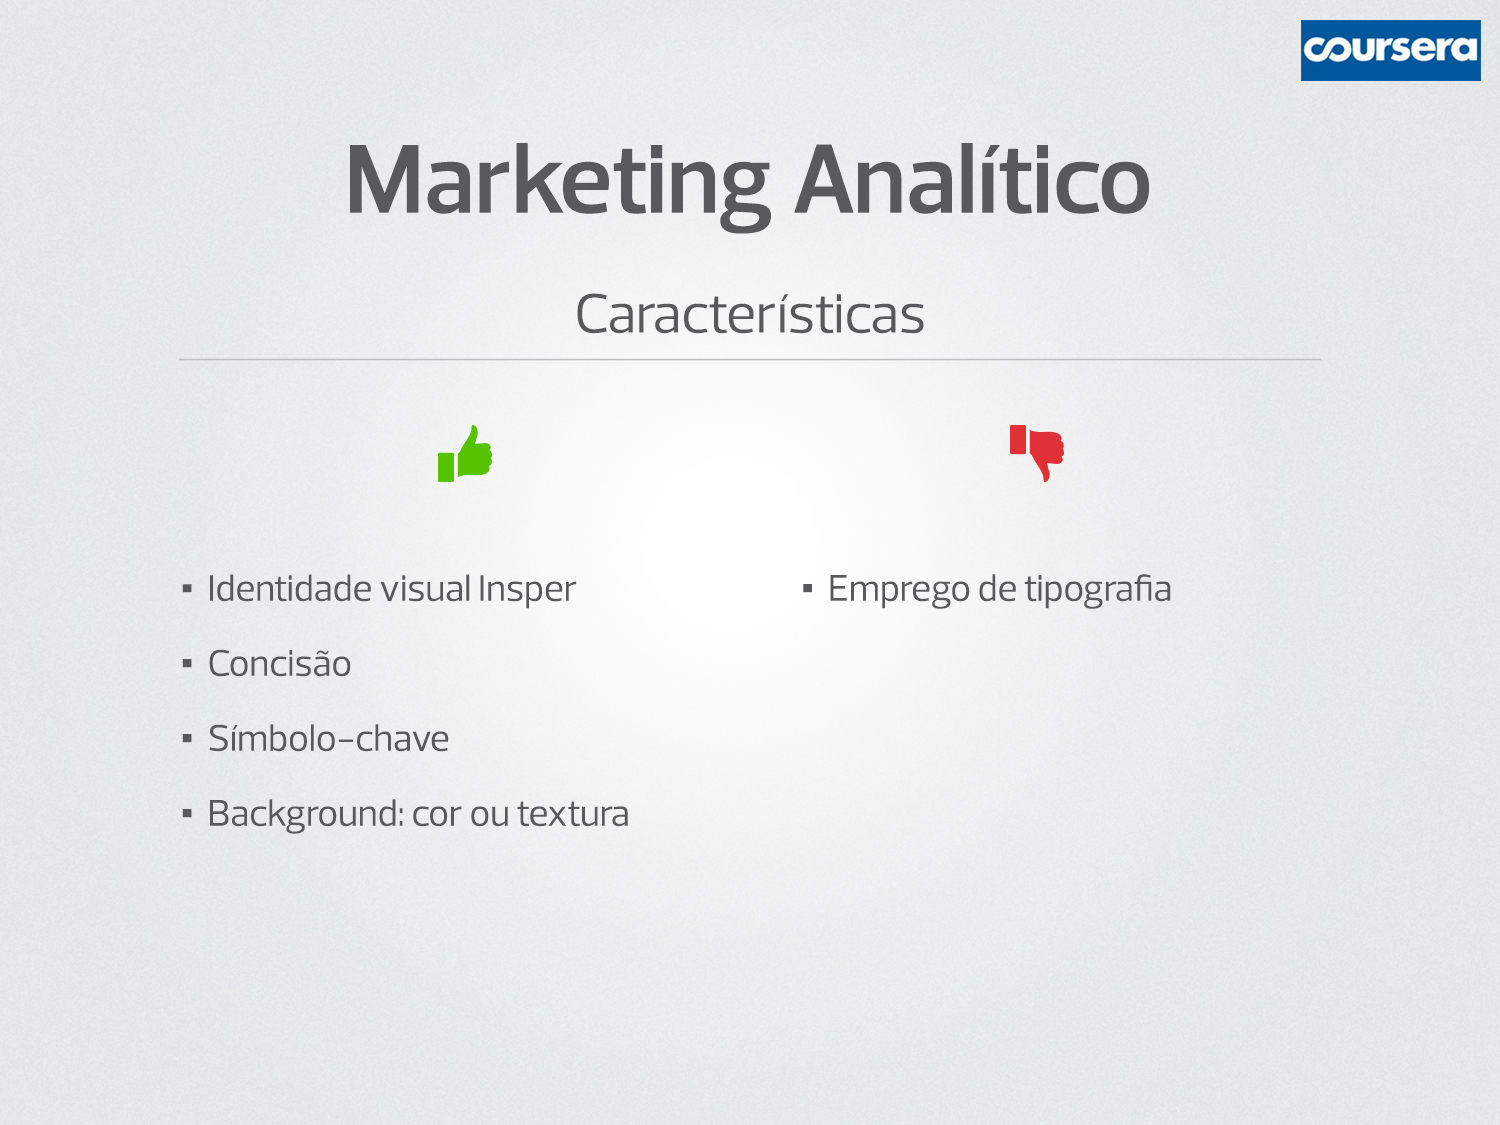 coursera
Marketing Analítico
Características
▪ Identidade visual Insper
▪ Concisão
▪ Símbolo-chave
▪ Background: cor ou textura
▪ Emprego de tipografia